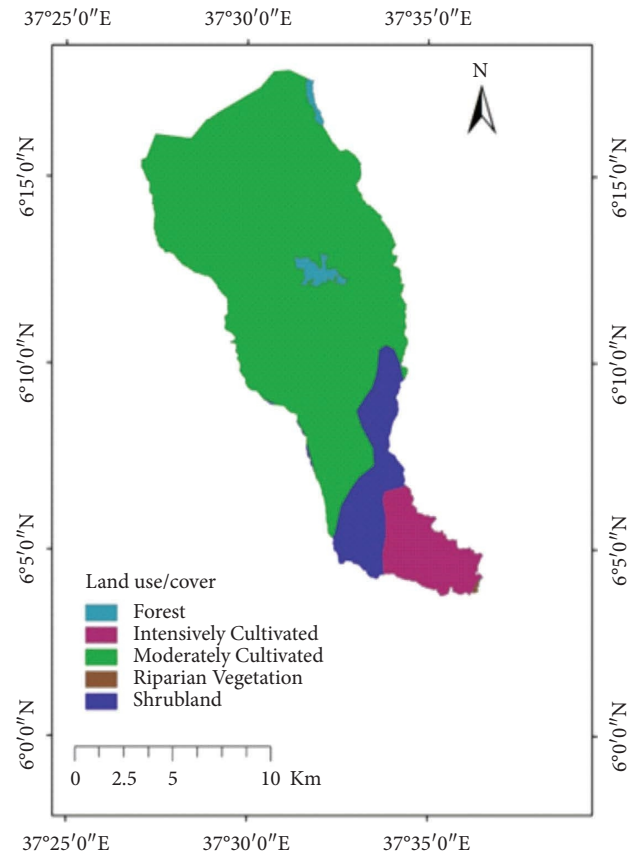 37°25′0″E 37°30′0″E 37°35′0″E
N
6°15′0″N 6°15′0″N
6°10′0″N 6°10′0″N
6°5′0″N 6°5′0″N
Land use/cover
Forest
Intensively Cultivated
Moderately Cultivated
Riparian Vegetation
Shrubland
6°0′0″N 6°0′0″N
0 2.5 5 10 Km
37°25′0″E 37°30′0″E 37°35′0″E